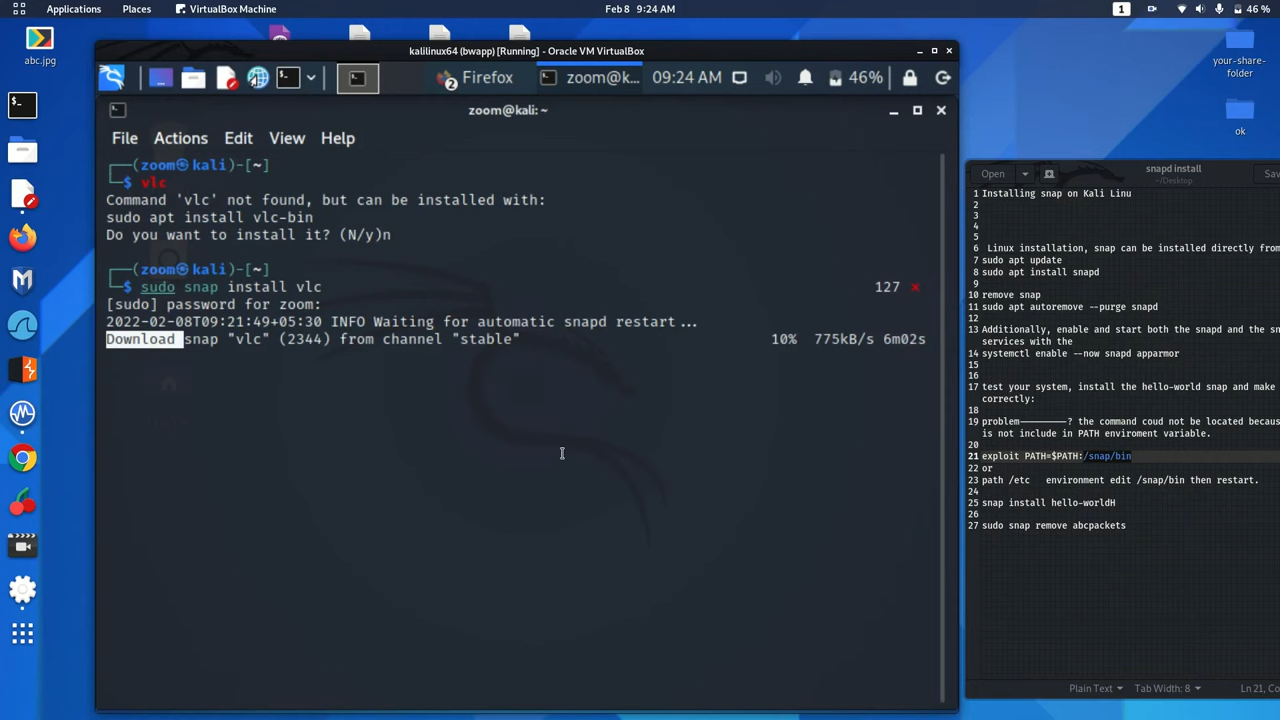 Applications
Places
VirtualBox Machine
Feb 8 9:24 AM
1
46 %
abc.jpg
your-share-folder
ok
kalilinux64 (bwapp) [Running] - Oracle VM VirtualBox
2
Firefox
zoom@k...
09:24 AM
46%
zoom@kali: ~
File
Actions
Edit
View
Help
┌──(zoom㉿kali)-[~]
└─$ vlc
Command 'vlc' not found, but can be installed with:
sudo apt install vlc-bin
Do you want to install it? (N/y)n
┌──(zoom㉿kali)-[~]
└─$ sudo snap install vlc
127 ⨯
[sudo] password for zoom:
2022-02-08T09:21:49+05:30 INFO Waiting for automatic snapd restart...
Download snap "vlc" (2344) from channel "stable"
10% 775kB/s 6m02s
Open
snapd install
~/Desktop
1 Installing snap on Kali Linu
2
3
4
5
6 Linux installation, snap can be installed directly from
7 sudo apt update
8 sudo apt install snapd
9
10 remove snap
11 sudo apt autoremove --purge snapd
12
13 Additionally, enable and start both the snapd and the
services with the
14 systemctl enable --now snapd apparmor
15
16
17 test your system, install the hello-world snap and make
correctly:
18
19 problem————————? the command coud not be located becaus
is not include in PATH enviroment variable.
20
21 exploit PATH=$PATH:/snap/bin
22 or
23 path /etc environment edit /snap/bin then restart.
24
25 snap install hello-worldH
26
27 sudo snap remove abcpackets
Plain Text
Tab Width: 8
Ln 21,